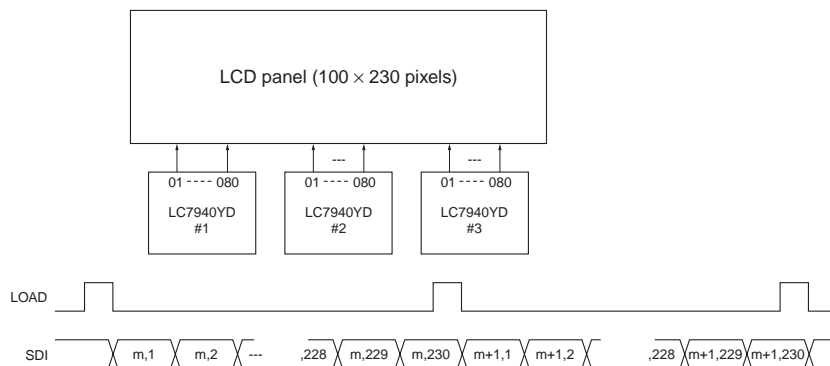 LCD panel (100 × 230 pixels)
--- ---
01 ---- 080 01 ---- 080 01 ---- 080
LC7940YD LC7940YD LC7940YD
#1 #2 #3
LOAD
SDI m,1 m,2 --- ,228 m,229 m,230 m+1,1 m+1,2 ,228 m+1,229 m+1,230